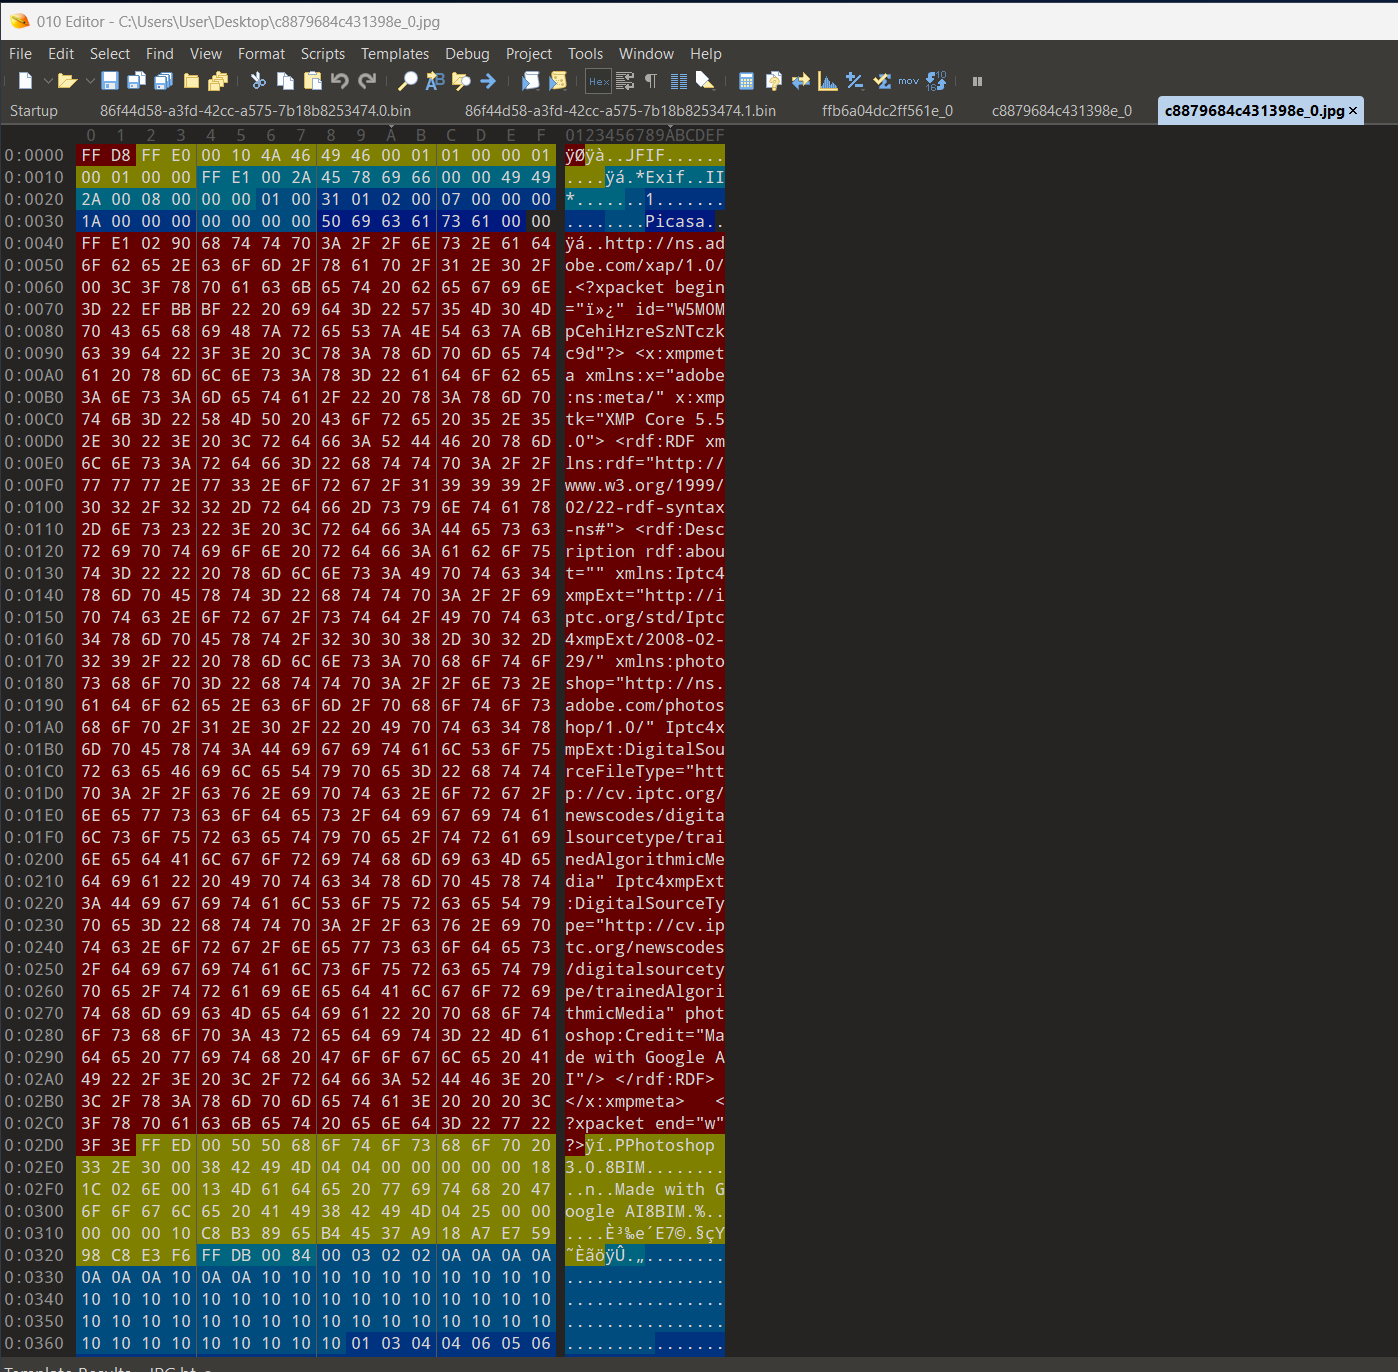 010 Editor - C:\Users\User\Desktop\c8879684c431398e_0.jpg
File Edit Select Find View Format Scripts Templates Debug Project Tools Window Help
Startup 86f44d58-a3fd-42cc-a575-7b18b8253474.0.bin 86f44d58-a3fd-42cc-a575-7b18b8253474.1.bin ffb6a04dc2ff561e_0 c8879684c431398e_0 c8879684c431398e_0.jpg ×
0 1 2 3 4 5 6 7 8 9 A B C D E F 0123456789ABCDEF
0:0000 FF D8 FF E0 00 10 4A 46 49 46 00 01 01 00 00 01 ÿØÿà..JFIF......
0:0010 00 01 00 00 FF E1 00 2A 45 78 69 66 00 00 49 49 ....ÿá.*Exif..II
0:0020 2A 00 08 00 00 00 01 00 31 01 02 00 07 00 00 00 *.......1.......
0:0030 1A 00 00 00 00 00 00 00 50 69 63 61 73 61 00 00 ........Picasa..
0:0040 FF E1 02 90 68 74 74 70 3A 2F 2F 6E 73 2E 61 64 ÿá..http://ns.ad
0:0050 6F 62 65 2E 63 6F 6D 2F 78 61 70 2F 31 2E 30 2F obe.com/xap/1.0/
0:0060 00 3C 3F 78 70 61 63 6B 65 74 20 62 65 67 69 6E .<?xpacket begin
0:0070 3D 22 EF BB BF 22 20 69 64 3D 22 57 35 4D 30 4D ="ï»¿" id="W5M0M
0:0080 70 43 65 68 69 48 7A 72 65 53 7A 4E 54 63 7A 6B pCehiHzreSzNTczk
0:0090 63 39 64 22 3F 3E 20 3C 78 3A 78 6D 70 6D 65 74 c9d"?> <x:xmpmet
0:00A0 61 20 78 6D 6C 6E 73 3A 78 3D 22 61 64 6F 62 65 a xmlns:x="adobe
0:00B0 3A 6E 73 3A 6D 65 74 61 2F 22 20 78 3A 78 6D 70 :ns:meta/" x:xmp
0:00C0 74 6B 3D 22 58 4D 50 20 43 6F 72 65 20 35 2E 35 tk="XMP Core 5.5
0:00D0 2E 30 22 3E 20 3C 72 64 66 3A 52 44 46 20 78 6D .0"> <rdf:RDF xm
0:00E0 6C 6E 73 3A 72 64 66 3D 22 68 74 74 70 3A 2F 2F lns:rdf="http://
0:00F0 77 77 77 2E 77 33 2E 6F 72 67 2F 31 39 39 39 2F www.w3.org/1999/
0:0100 30 32 2F 32 32 2D 72 64 66 2D 73 79 6E 74 61 78 02/22-rdf-syntax
0:0110 2D 6E 73 23 22 3E 20 3C 72 64 66 3A 44 65 73 63 -ns#"> <rdf:Desc
0:0120 72 69 70 74 69 6F 6E 20 72 64 66 3A 61 62 6F 75 ription rdf:abou
0:0130 74 3D 22 22 20 78 6D 6C 6E 73 3A 49 70 74 63 34 t="" xmlns:Iptc4
0:0140 78 6D 70 45 78 74 3D 22 68 74 74 70 3A 2F 2F 69 xmpExt="http://i
0:0150 70 74 63 2E 6F 72 67 2F 73 74 64 2F 49 70 74 63 ptc.org/std/Iptc
0:0160 34 78 6D 70 45 78 74 2F 32 30 30 38 2D 30 32 2D 4xmpExt/2008-02-
0:0170 32 39 2F 22 20 78 6D 6C 6E 73 3A 70 68 6F 74 6F 29/" xmlns:photo
0:0180 73 68 6F 70 3D 22 68 74 74 70 3A 2F 2F 6E 73 2E shop="http://ns.
0:0190 61 64 6F 62 65 2E 63 6F 6D 2F 70 68 6F 74 6F 73 adobe.com/photos
0:01A0 68 6F 70 2F 31 2E 30 2F 22 20 49 70 74 63 34 78 hop/1.0/" Iptc4x
0:01B0 6D 70 45 78 74 3A 44 69 67 69 74 61 6C 53 6F 75 mpExt:DigitalSou
0:01C0 72 63 65 46 69 6C 65 54 79 70 65 3D 22 68 74 74 rceFileType="htt
0:01D0 70 3A 2F 2F 63 76 2E 69 70 74 63 2E 6F 72 67 2F p://cv.iptc.org/
0:01E0 6E 65 77 73 63 6F 64 65 73 2F 64 69 67 69 74 61 newscodes/digita
0:01F0 6C 73 6F 75 72 63 65 74 79 70 65 2F 74 72 61 69 lsourcetype/trai
0:0200 6E 65 64 41 6C 67 6F 72 69 74 68 6D 69 63 4D 65 nedAlgorithmicMe
0:0210 64 69 61 22 20 49 70 74 63 34 78 6D 70 45 78 74 dia" Iptc4xmpExt
0:0220 3A 44 69 67 69 74 61 6C 53 6F 75 72 63 65 54 79 :DigitalSourceTy
0:0230 70 65 3D 22 68 74 74 70 3A 2F 2F 63 76 2E 69 70 pe="http://cv.ip
0:0240 74 63 2E 6F 72 67 2F 6E 65 77 73 63 6F 64 65 73 tc.org/newscodes
0:0250 2F 64 69 67 69 74 61 6C 73 6F 75 72 63 65 74 79 /digitalsourcety
0:0260 70 65 2F 74 72 61 69 6E 65 64 41 6C 67 6F 72 69 pe/trainedAlgori
0:0270 74 68 6D 69 63 4D 65 64 69 61 22 20 70 68 6F 74 thmicMedia" phot
0:0280 6F 73 68 6F 70 3A 43 72 65 64 69 74 3D 22 4D 61 oshop:Credit="Ma
0:0290 64 65 20 77 69 74 68 20 47 6F 6F 67 6C 65 20 41 de with Google A
0:02A0 49 22 2F 3E 20 3C 2F 72 64 66 3A 52 44 46 3E 20 I"/> </rdf:RDF>
0:02B0 3C 2F 78 3A 78 6D 70 6D 65 74 61 3E 20 20 20 3C </x:xmpmeta>   <
0:02C0 3F 78 70 61 63 6B 65 74 20 65 6E 64 3D 22 77 22 ?xpacket end="w"
0:02D0 3F 3E FF ED 00 50 50 68 6F 74 6F 73 68 6F 70 20 ?>ÿí.PPhotoshop
0:02E0 33 2E 30 00 38 42 49 4D 04 04 00 00 00 00 00 18 3.0.8BIM........
0:02F0 1C 02 6E 00 13 4D 61 64 65 20 77 69 74 68 20 47 ..n..Made with G
0:0300 6F 6F 67 6C 65 20 41 49 38 42 49 4D 04 25 00 00 oogle AI8BIM.%..
0:0310 00 00 00 10 C8 B3 89 65 B4 45 37 A9 18 A7 E7 59 ....È³‰e´E7©.§çY
0:0320 98 C8 E3 F6 FF DB 00 84 00 03 02 02 0A 0A 0A 0A ˜ÈãöÿÛ.„........
0:0330 0A 0A 0A 10 0A 0A 10 10 10 10 10 10 10 10 10 10 ................
0:0340 10 10 10 10 10 10 10 10 10 10 10 10 10 10 10 10 ................
0:0350 10 10 10 10 10 10 10 10 10 10 10 10 10 10 10 10 ................
0:0360 10 10 10 10 10 10 10 10 10 01 03 04 04 06 05 06 ................